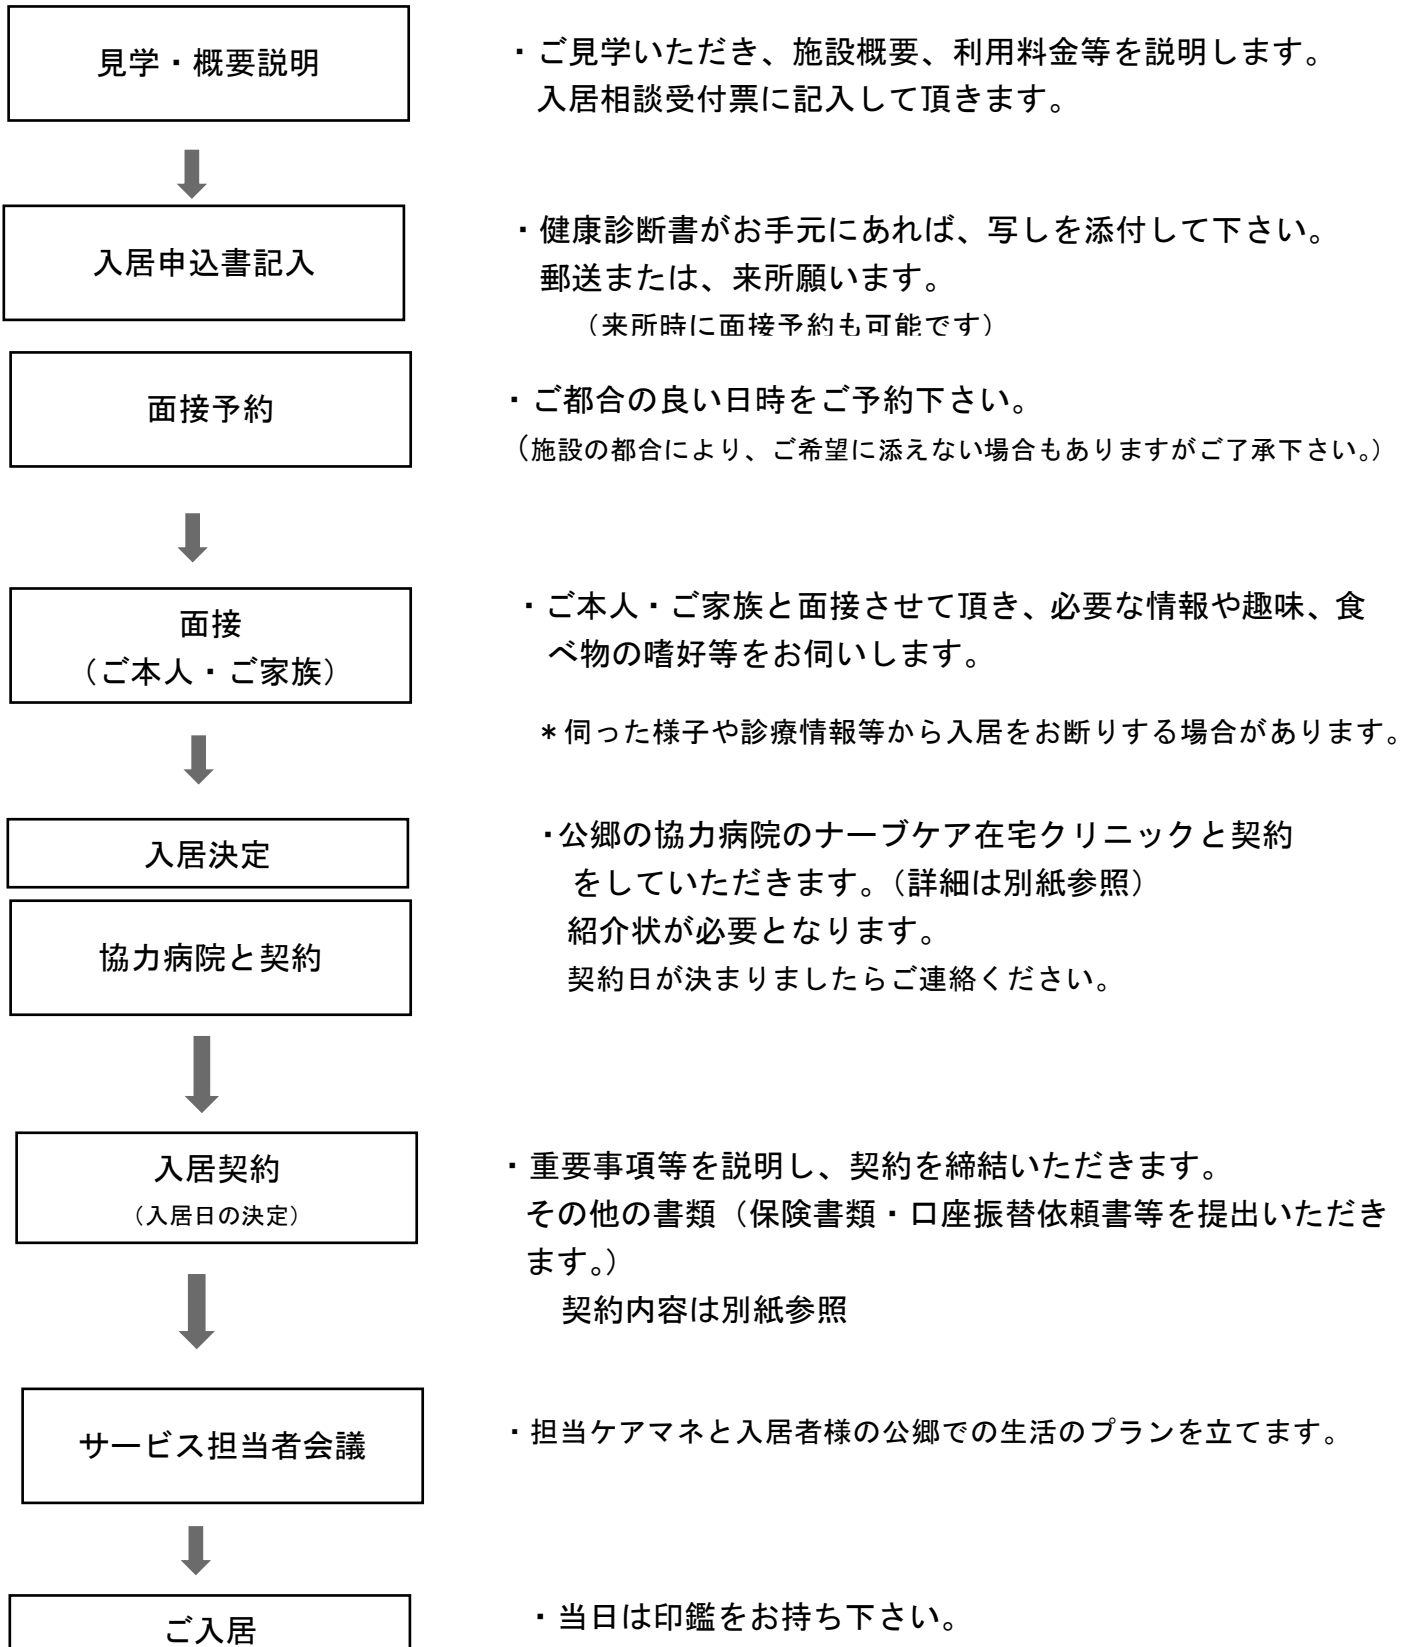 見学・概要説明
・ご見学いただき、施設概要、利用料金等を説明します。
入居相談受付票に記入して頂きます。
入居申込書記入
・健康診断書がお手元にあれば、写しを添付して下さい。
郵送または、来所願います。
（来所時に面接予約も可能です）
面接予約
・ご都合の良い日時をご予約下さい。
（施設の都合により、ご希望に添えない場合もありますがご了承下さい。）
面接
（ご本人・ご家族）
・ご本人・ご家族と面接させて頂き、必要な情報や趣味、食
べ物の嗜好等をお伺いします。
＊伺った様子や診療情報等から入居をお断りする場合があります。
入居決定
協力病院と契約
・公郷の協力病院のナーブケア在宅クリニックと契約
をしていただきます。（詳細は別紙参照）
紹介状が必要となります。
契約日が決まりましたらご連絡ください。
入居契約
（入居日の決定）
・重要事項等を説明し、契約を締結いただきます。
その他の書類（保険書類・口座振替依頼書等を提出いただき
ます。）
契約内容は別紙参照
サービス担当者会議
・担当ケアマネと入居者様の公郷での生活のプランを立てます。
ご入居
・当日は印鑑をお持ち下さい。